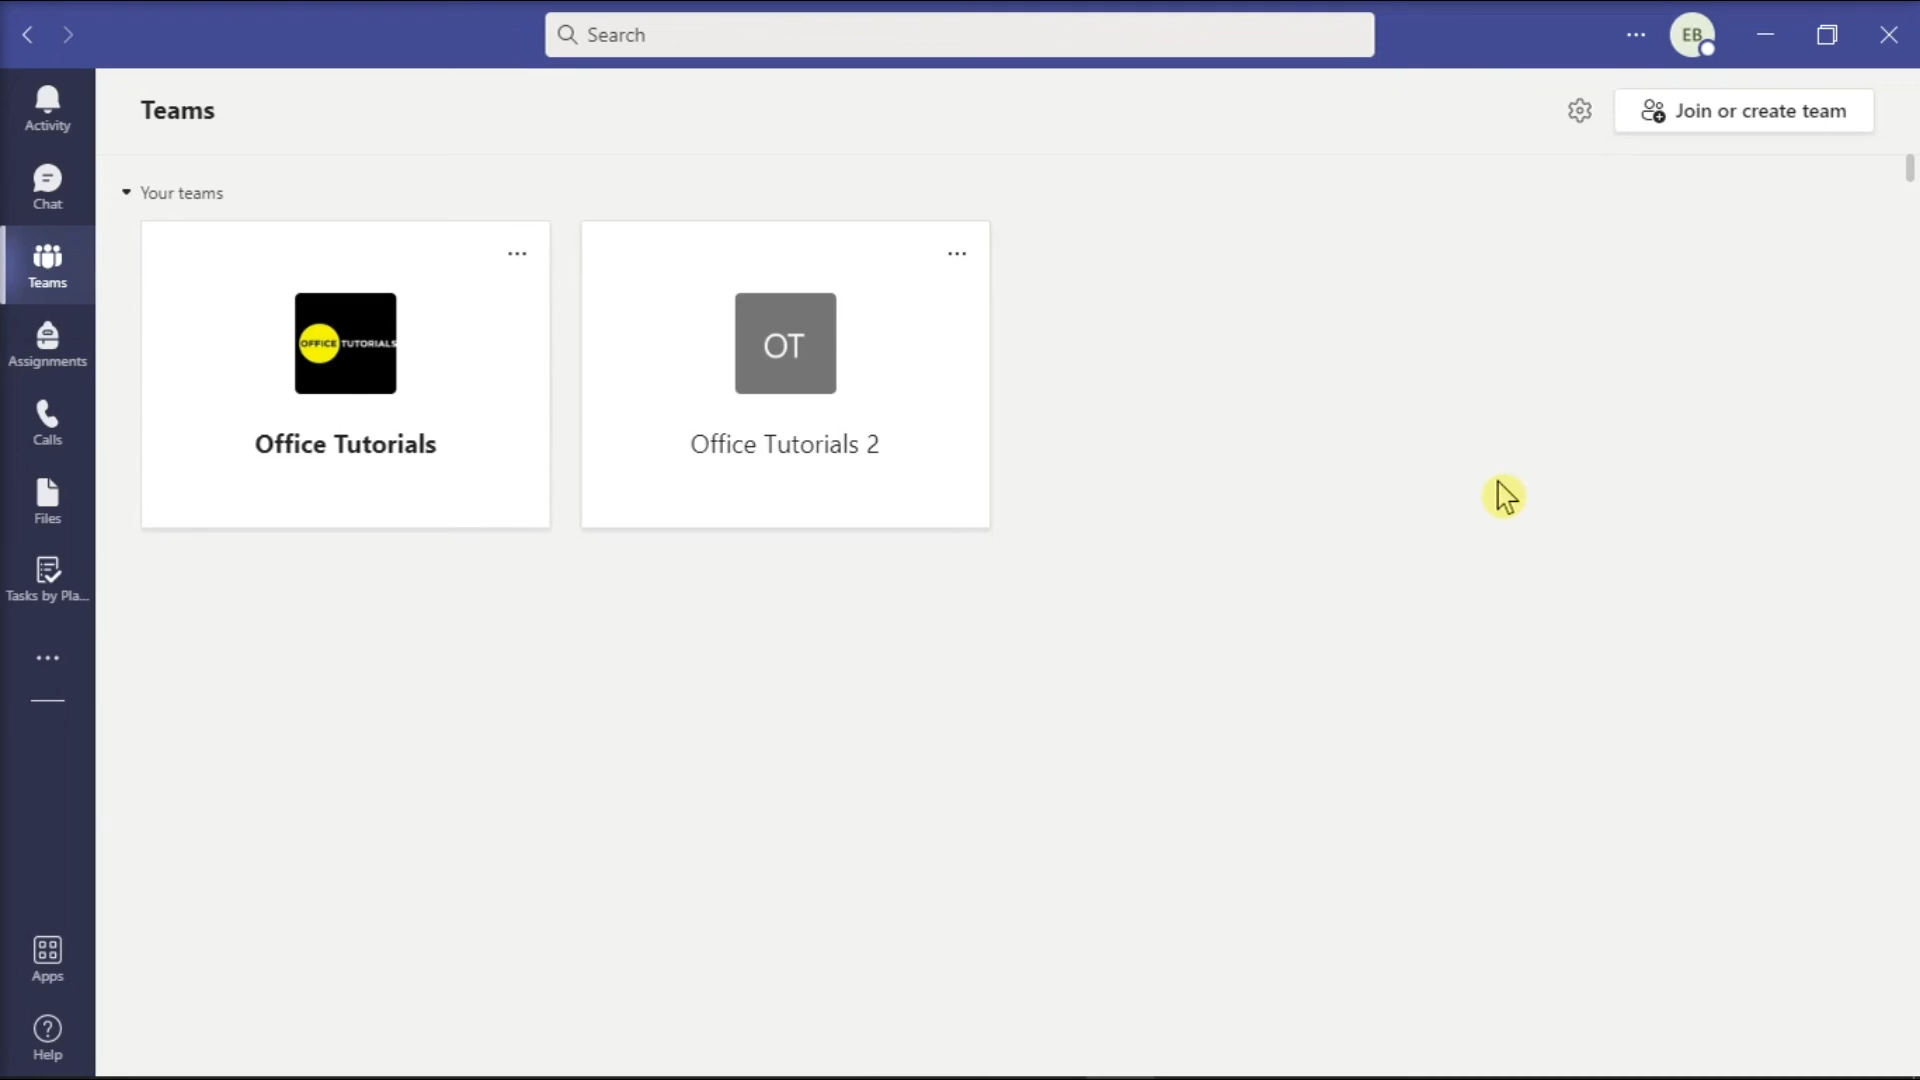 Search
EB
Activity
Chat
Teams
Assignments
Calls
Files
Tasks by Pla...
Apps
Help
Teams
Join or create team
Your teams
OFFICE TUTORIALS
Office Tutorials
OT
Office Tutorials 2